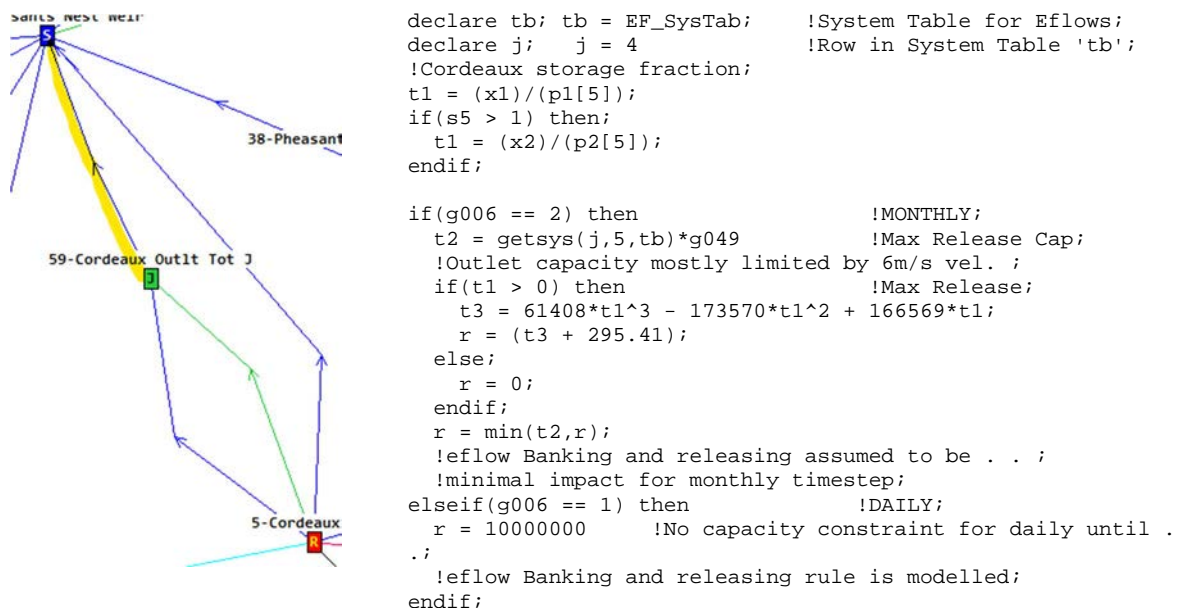 sants Nest Weir
S
38-Pheasant
59-Cordeaux Outlt Tot J
J
5-Cordeaux
R
declare tb; tb = EF_SysTab; !System Table for Eflows;
declare j; j = 4 !Row in System Table 'tb';
!Cordeaux storage fraction;
t1 = (x1)/(p1[5]);
if(s5 > 1) then;
t1 = (x2)/(p2[5]);
endif;
if(g006 == 2) then !MONTHLY;
t2 = getsys(j,5,tb)*g049 !Max Release Cap;
!Outlet capacity mostly limited by 6m/s vel. ;
if(t1 > 0) then !Max Release;
t3 = 61408*t1^3 - 173570*t1^2 + 166569*t1;
r = (t3 + 295.41);
else;
r = 0;
endif;
r = min(t2,r);
!eflow Banking and releasing assumed to be . . ;
!minimal impact for monthly timestep;
elseif(g006 == 1) then !DAILY;
r = 10000000 !No capacity constraint for daily until .
.;
!eflow Banking and releasing rule is modelled;
endif;